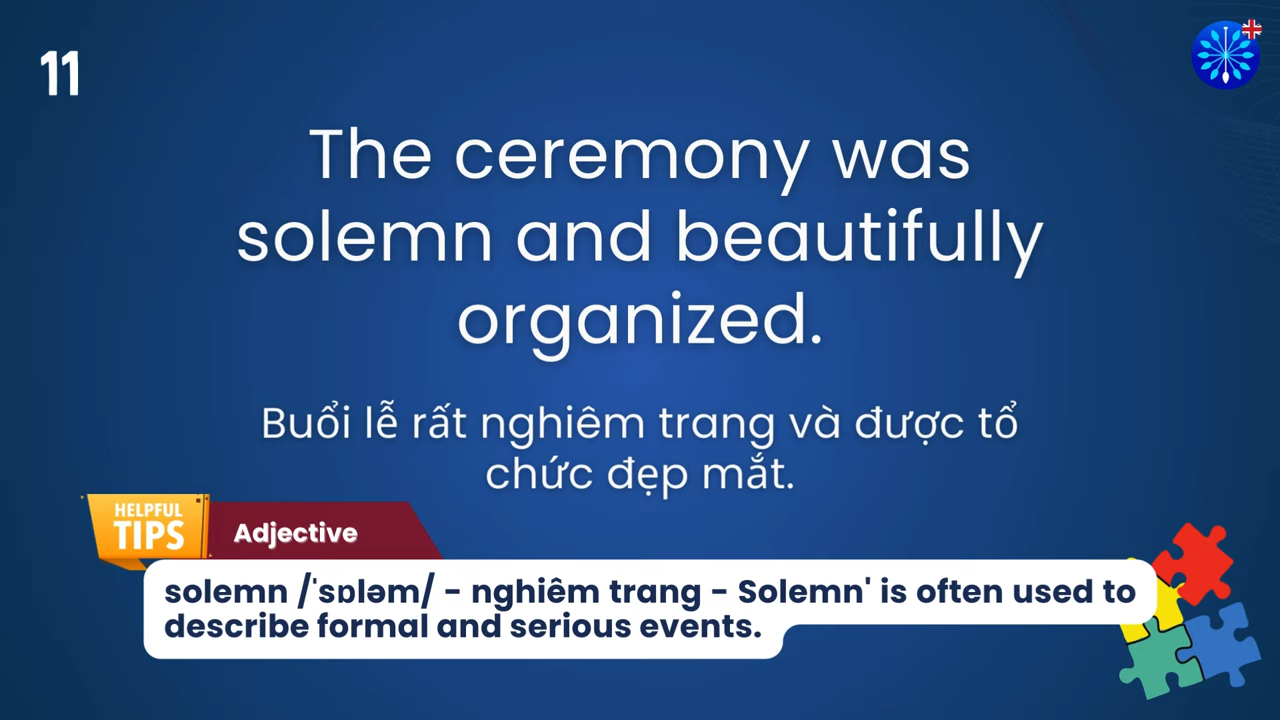 11
The ceremony was
solemn and beautifully
organized.
Buổi lễ rất nghiêm trang và được tổ
chức đẹp mắt.
HELPFUL
TIPS
Adjective
solemn /ˈsɒləm/ - nghiêm trang - Solemn' is often used to
describe formal and serious events.